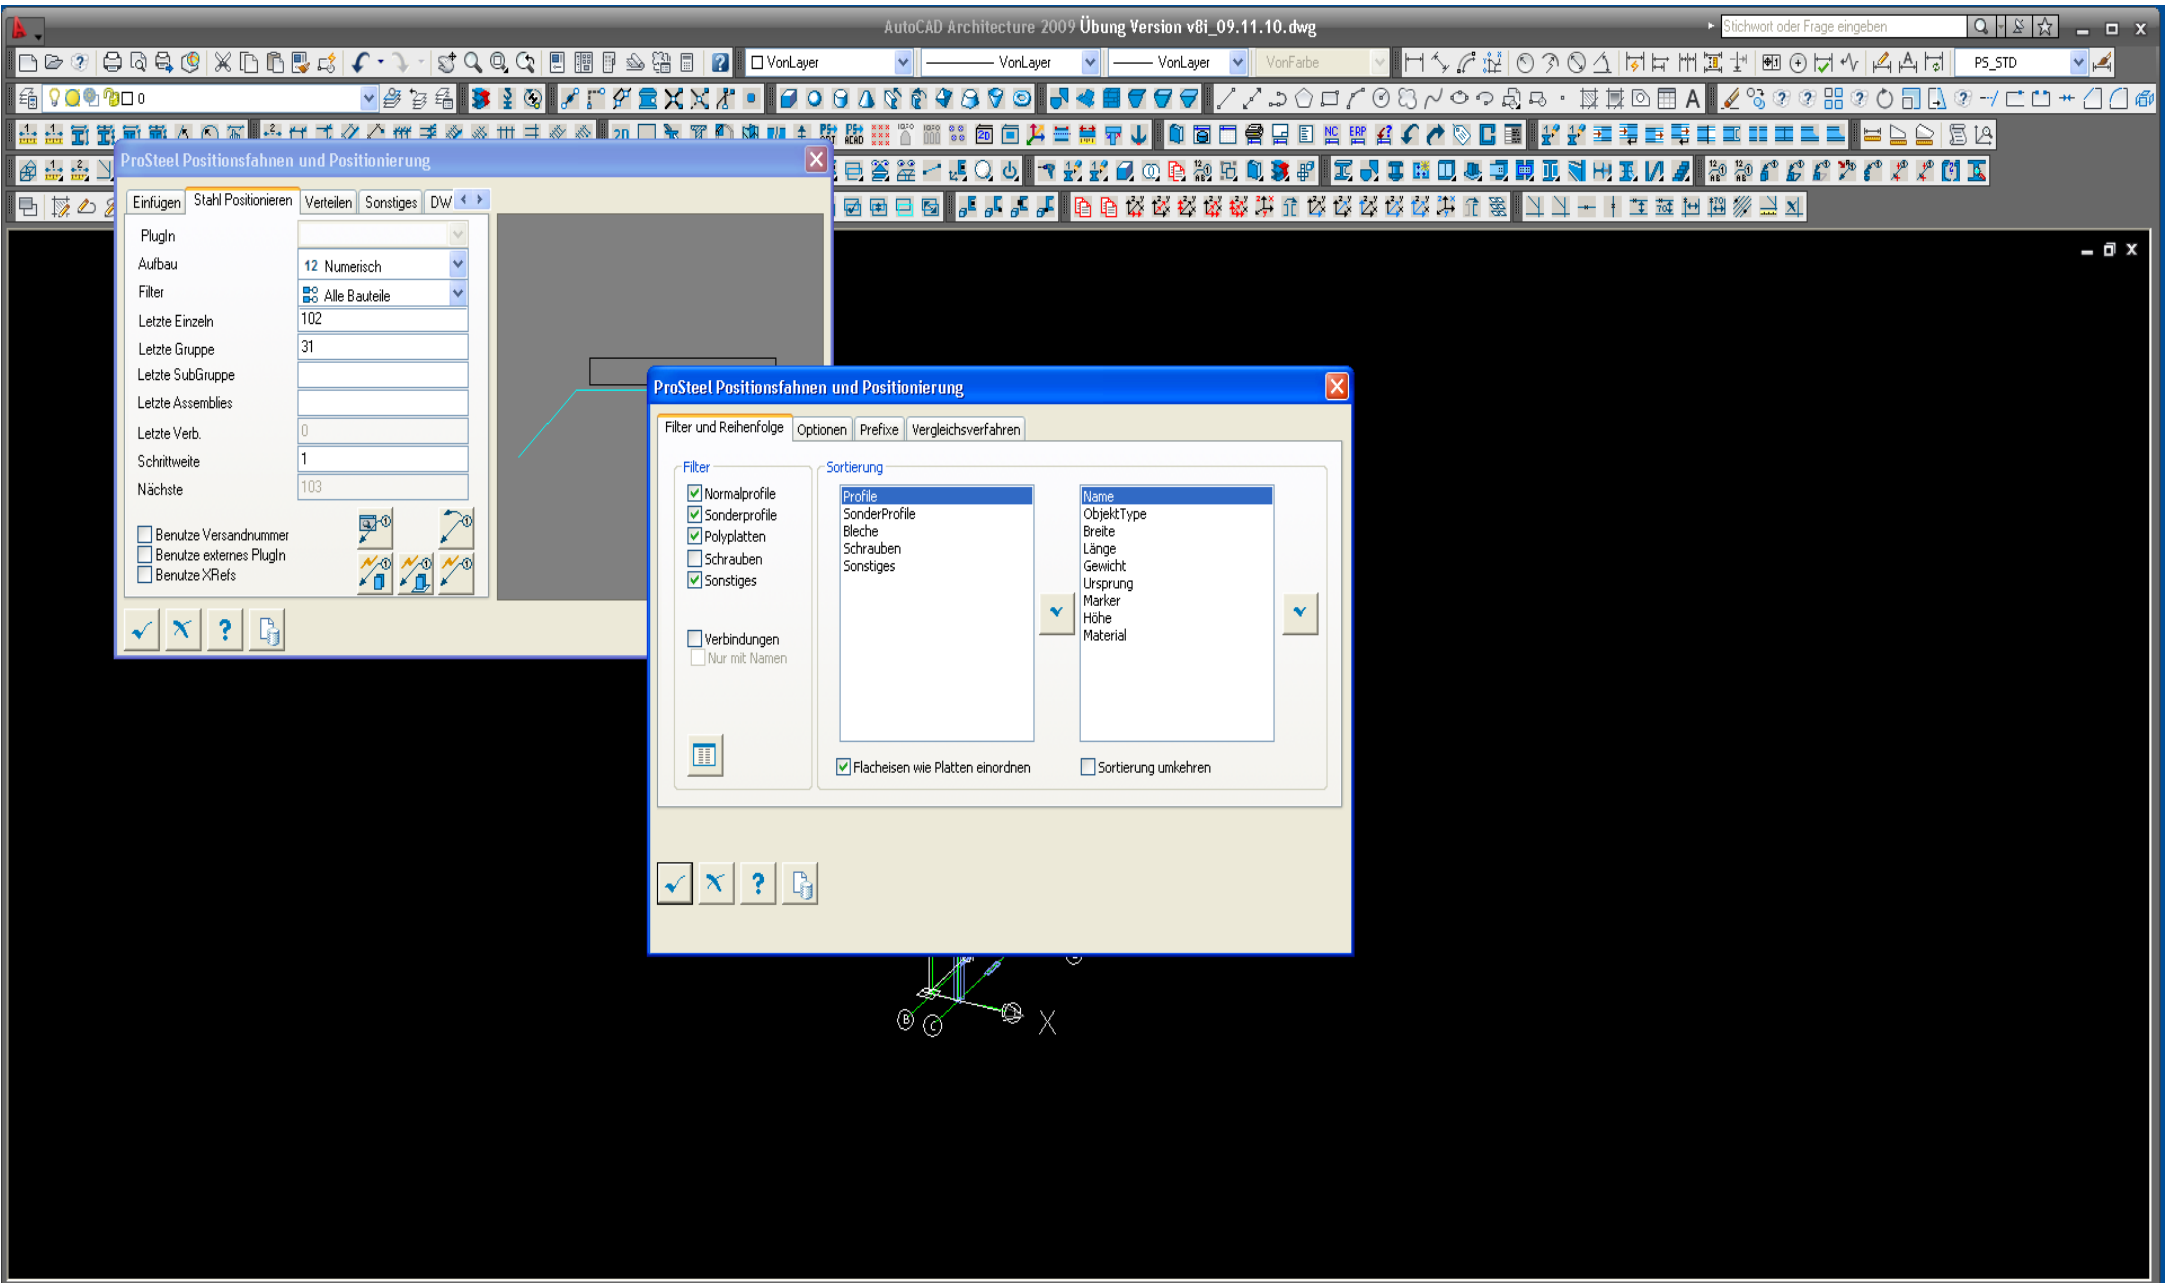 AutoCAD Architecture 2009 Übung Version v8i_09.11.10.dwg
Stichwort oder Frage eingeben
VonLayer
VonLayer
VonLayer
VonFarbe
PS_STD
0
ProSteel Positionsfahnen und Positionierung
Einfügen
Stahl Positionieren
Verteilen
Sonstiges
DW
PlugIn
Aufbau
12 Numerisch
Filter
Alle Bauteile
Letzte Einzeln
102
Letzte Gruppe
31
Letzte SubGruppe
Letzte Assemblies
Letzte Verb.
0
Schrittweite
1
Nächste
103
Benutze Versandnummer
Benutze externes PlugIn
Benutze XRefs
ProSteel Positionsfahnen und Positionierung
Filter und Reihenfolge
Optionen
Prefixe
Vergleichsverfahren
Filter
Normalprofile
Sonderprofile
Polyplatten
Schrauben
Sonstiges
Verbindungen
Nur mit Namen
Sortierung
Profile
SonderProfile
Bleche
Schrauben
Sonstiges
Name
ObjektType
Breite
Länge
Gewicht
Ursprung
Marker
Höhe
Material
Flacheisen wie Platten einordnen
Sortierung umkehren
B
C
X